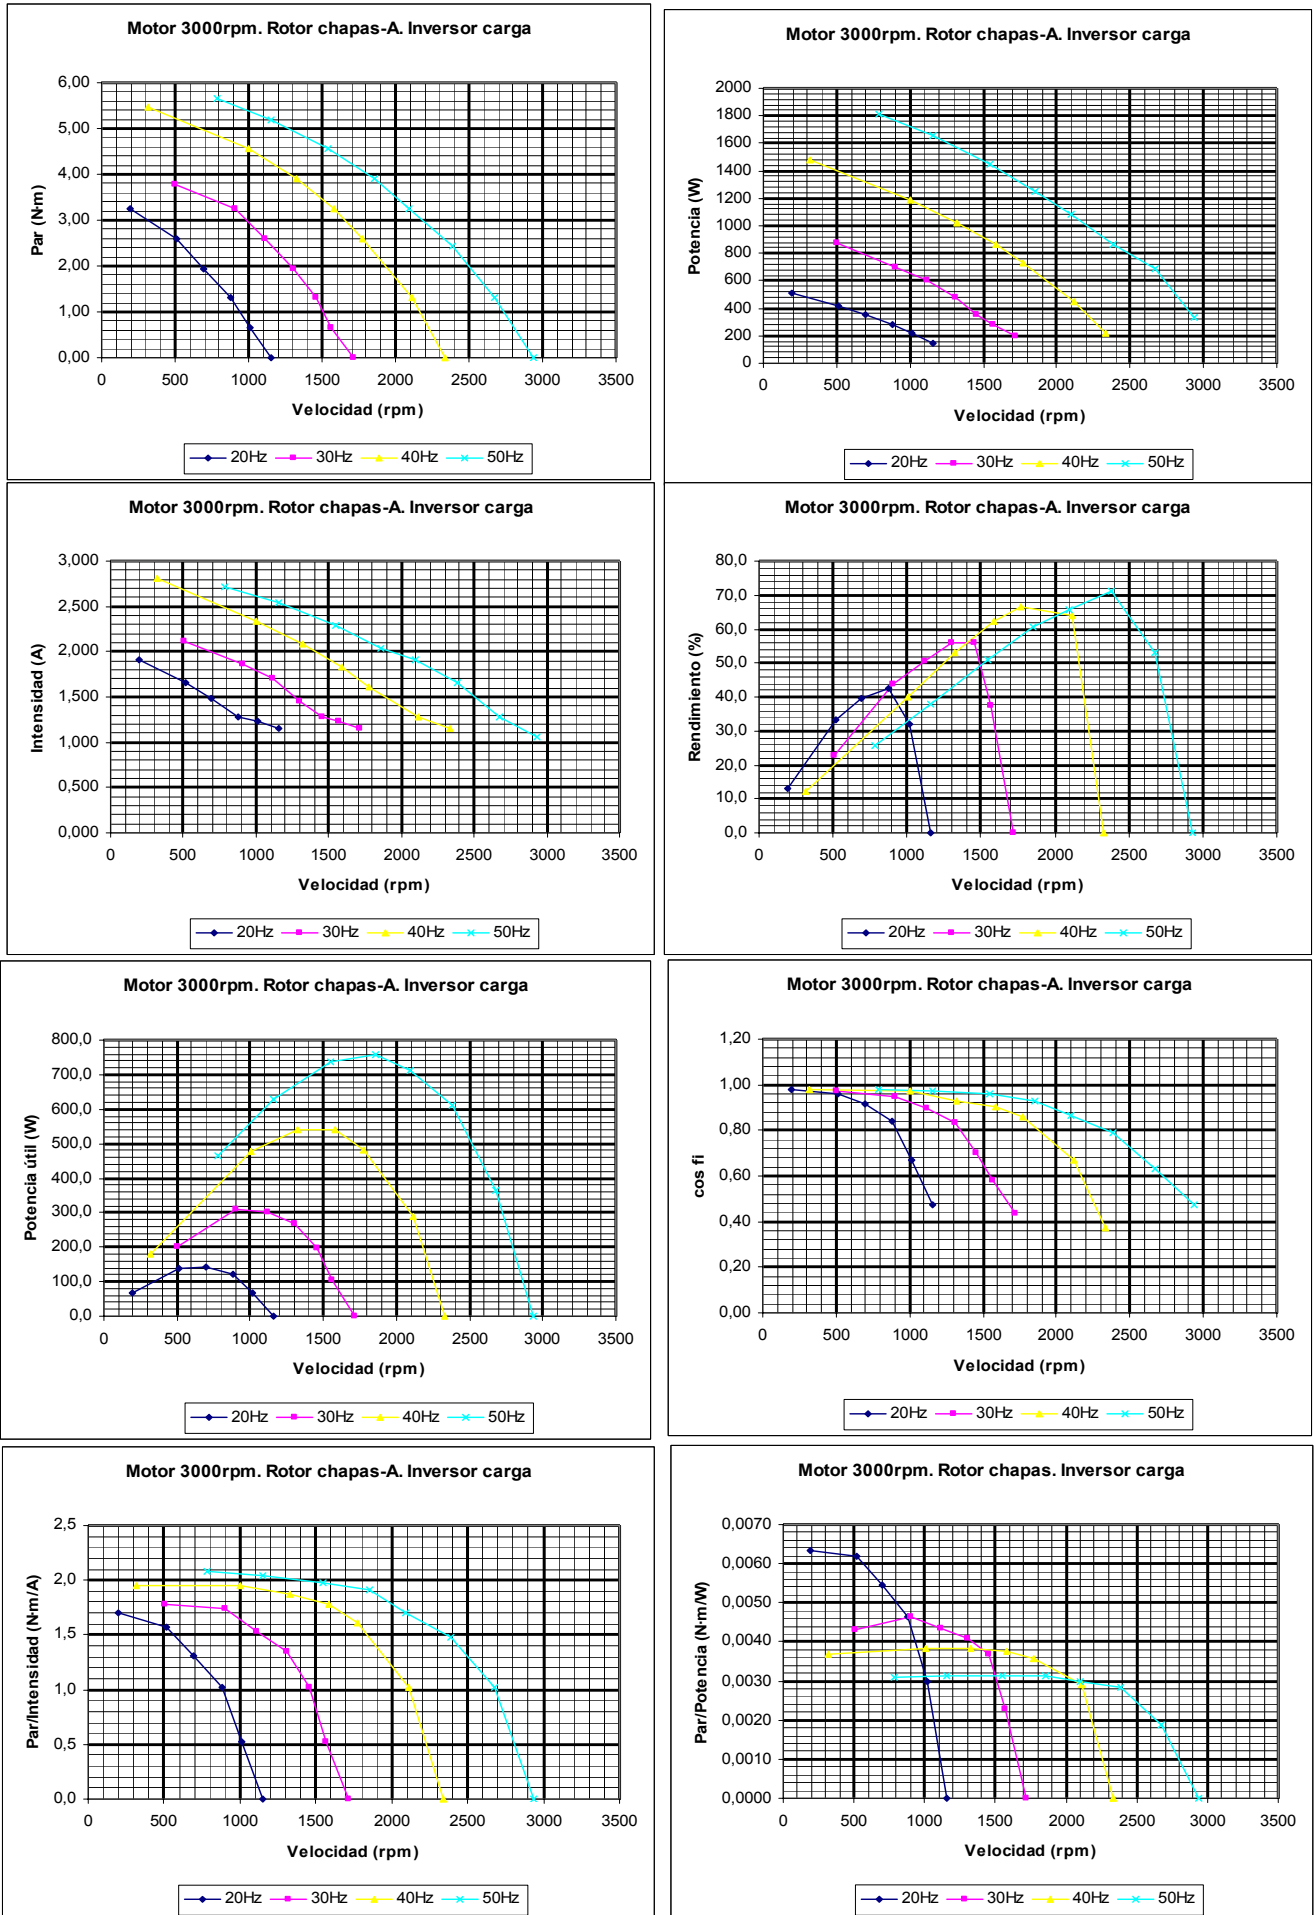 Motor 3000rpm. Rotor chapas-A. Inversor carga
Par (N·m)
6,00
5,00
4,00
3,00
2,00
1,00
0,00
0 500 1000 1500 2000 2500 3000 3500
Velocidad (rpm)
20Hz 30Hz 40Hz 50Hz
Motor 3000rpm. Rotor chapas-A. Inversor carga
Potencia (W)
2000
1800
1600
1400
1200
1000
800
600
400
200
0
0 500 1000 1500 2000 2500 3000 3500
Velocidad (rpm)
20Hz 30Hz 40Hz 50Hz
Motor 3000rpm. Rotor chapas-A. Inversor carga
Intensidad (A)
3,000
2,500
2,000
1,500
1,000
0,500
0,000
0 500 1000 1500 2000 2500 3000 3500
Velocidad (rpm)
20Hz 30Hz 40Hz 50Hz
Motor 3000rpm. Rotor chapas-A. Inversor carga
Rendimiento (%)
80,0
70,0
60,0
50,0
40,0
30,0
20,0
10,0
0,0
0 500 1000 1500 2000 2500 3000 3500
Velocidad (rpm)
20Hz 30Hz 40Hz 50Hz
Motor 3000rpm. Rotor chapas-A. Inversor carga
Potencia útil (W)
800,0
700,0
600,0
500,0
400,0
300,0
200,0
100,0
0,0
0 500 1000 1500 2000 2500 3000 3500
Velocidad (rpm)
20Hz 30Hz 40Hz 50Hz
Motor 3000rpm. Rotor chapas-A. Inversor carga
cos fi
1,20
1,00
0,80
0,60
0,40
0,20
0,00
0 500 1000 1500 2000 2500 3000 3500
Velocidad (rpm)
20Hz 30Hz 40Hz 50Hz
Motor 3000rpm. Rotor chapas-A. Inversor carga
Par/Intensidad (N·m/A)
2,5
2,0
1,5
1,0
0,5
0,0
0 500 1000 1500 2000 2500 3000 3500
Velocidad (rpm)
20Hz 30Hz 40Hz 50Hz
Motor 3000rpm. Rotor chapas. Inversor carga
Par/Potencia (N·m/W)
0,0070
0,0060
0,0050
0,0040
0,0030
0,0020
0,0010
0,0000
0 500 1000 1500 2000 2500 3000 3500
Velocidad (rpm)
20Hz 30Hz 40Hz 50Hz